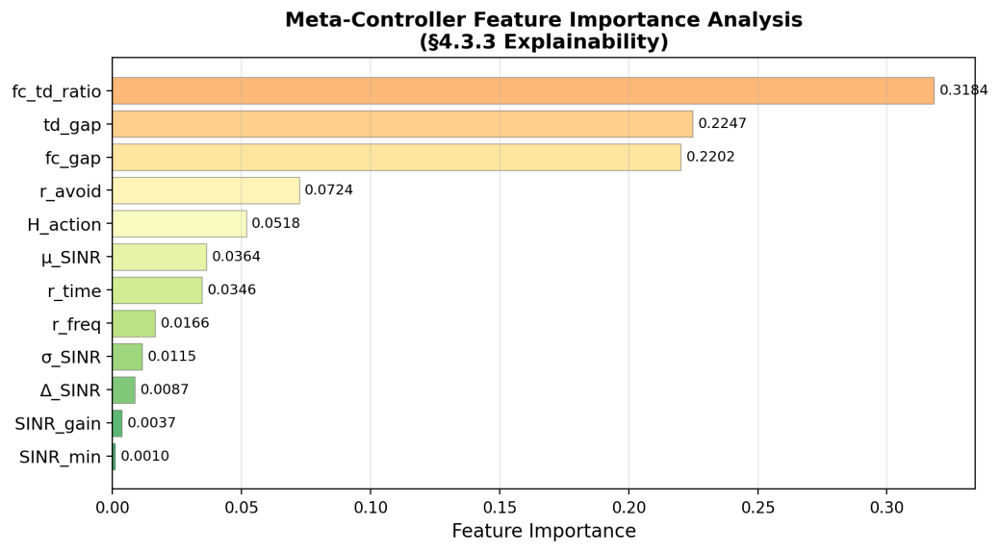 Meta-Controller Feature Importance Analysis
(§4.3.3 Explainability)
fc_td_ratio 0.3184
td_gap 0.2247
fc_gap 0.2202
r_avoid 0.0724
H_action 0.0518
μ_SINR 0.0364
r_time 0.0346
r_freq 0.0166
σ_SINR 0.0115
Δ_SINR 0.0087
SINR_gain 0.0037
SINR_min 0.0010
0.00 0.05 0.10 0.15 0.20 0.25 0.30
Feature Importance